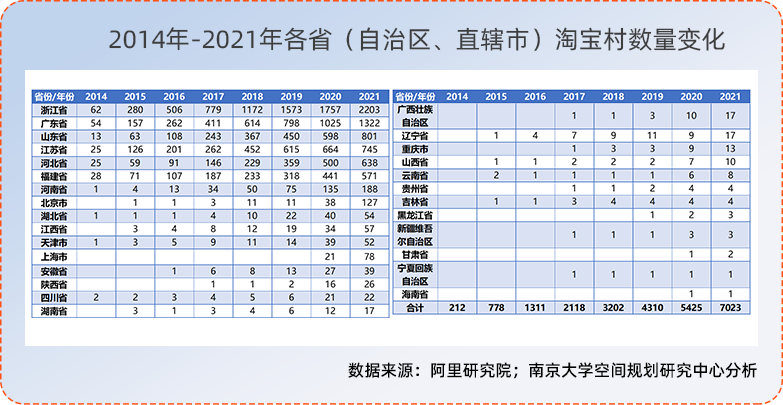 2014年-2021年各省（自治区、直辖市）淘宝村数量变化
省份/年份 2014 2015 2016 2017 2018 2019 2020 2021
浙江省 62 280 506 779 1172 1573 1757 2203
广东省 54 157 262 411 614 798 1025 1322
山东省 13 63 108 243 367 450 598 801
江苏省 25 126 201 262 452 615 664 745
河北省 25 59 91 146 229 359 500 638
福建省 28 71 107 187 233 318 441 571
河南省 1 4 13 34 50 75 135 188
北京市 1 1 3 11 11 38 127
湖北省 1 1 1 4 10 22 40 54
江西省 3 4 8 12 19 34 57
天津市 1 3 5 9 11 14 39 52
上海市 21 78
安徽省 1 6 8 13 27 39
陕西省 1 1 2 16 26
四川省 2 2 3 4 5 6 21 22
湖南省 3 1 3 4 6 12 17
省份/年份 2014 2015 2016 2017 2018 2019 2020 2021
广西壮族
自治区 1 1 3 10 17
辽宁省 1 4 7 9 11 9 17
重庆市 1 3 3 9 13
山西省 1 1 2 2 2 7 10
云南省 2 1 1 1 1 6 8
贵州省 1 1 2 4 4
吉林省 1 1 3 4 4 4 4
黑龙江省 1 2 3
新疆维吾
尔自治区 1 1 1 3 3
甘肃省 1 2
宁夏回族
自治区 1 1 1 1 1
海南省 1 1
合计 212 778 1311 2118 3202 4310 5425 7023
数据来源：阿里研究院；南京大学空间规划研究中心分析